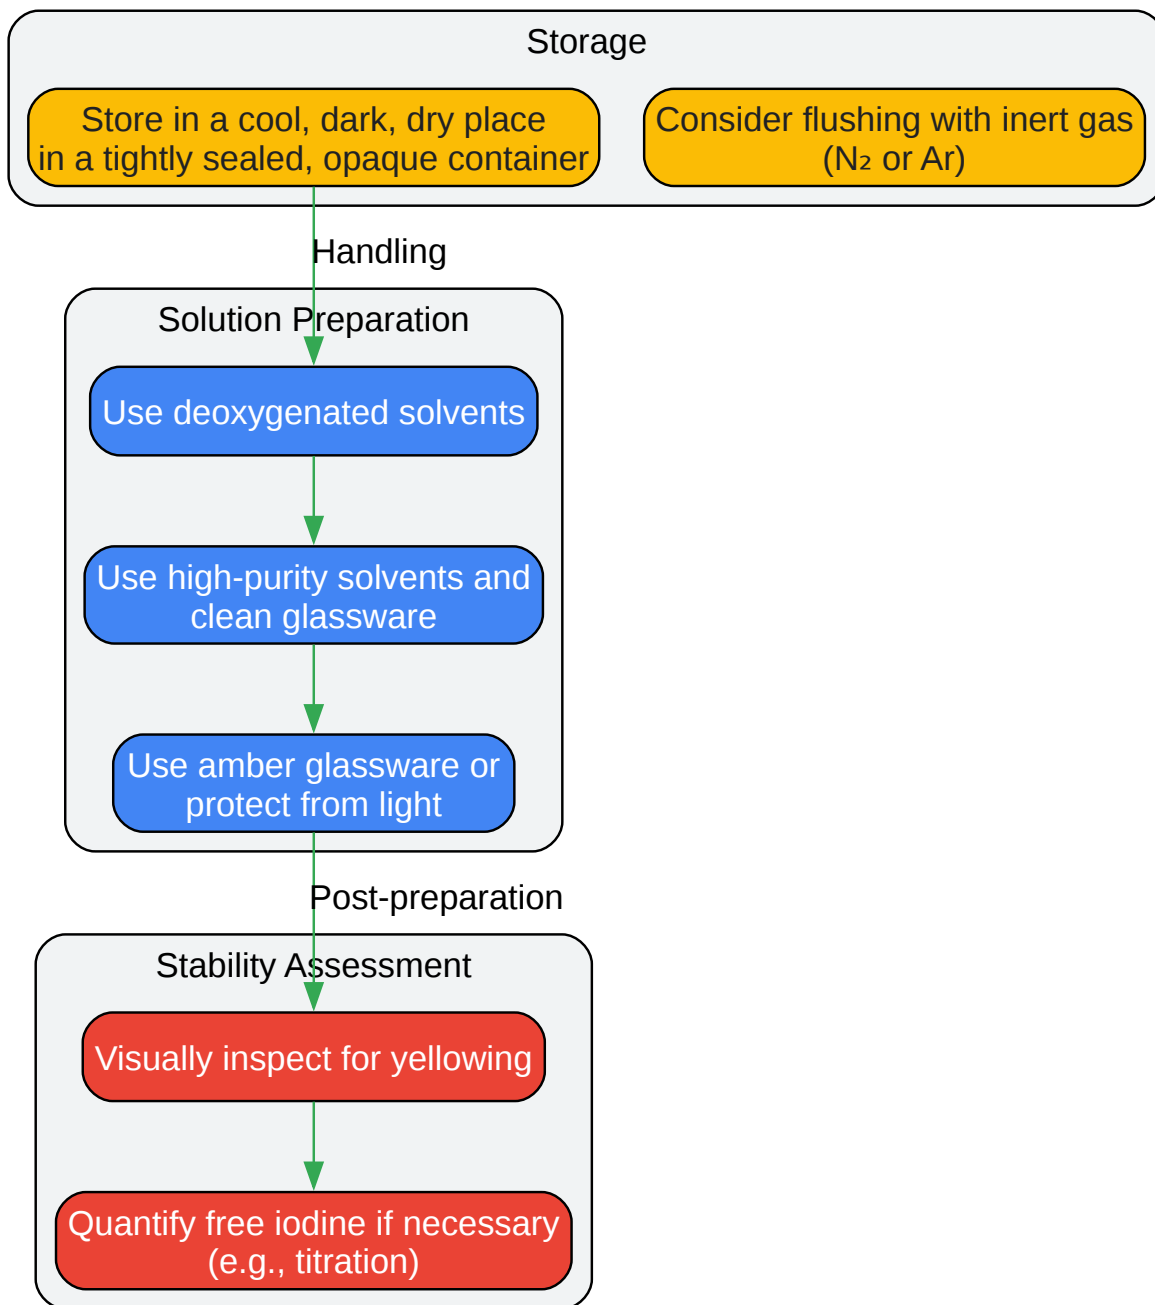 Storage
Store in a cool, dark, dry place
in a tightly sealed, opaque container
Consider flushing with inert gas
(N₂ or Ar)
Handling
Solution Preparation
Use deoxygenated solvents
Use high-purity solvents and
clean glassware
Use amber glassware or
protect from light
Post-preparation
Stability Assessment
Visually inspect for yellowing
Quantify free iodine if necessary
(e.g., titration)